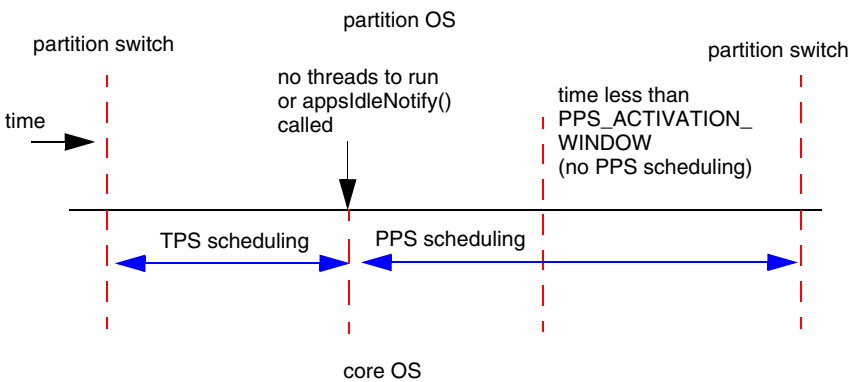 partition OS
partition switch
partition switch
no threads to run
or appsIdleNotify()
called
time less than
PPS_ACTIVATION_
WINDOW
(no PPS scheduling)
time
TPS scheduling
PPS scheduling
core OS